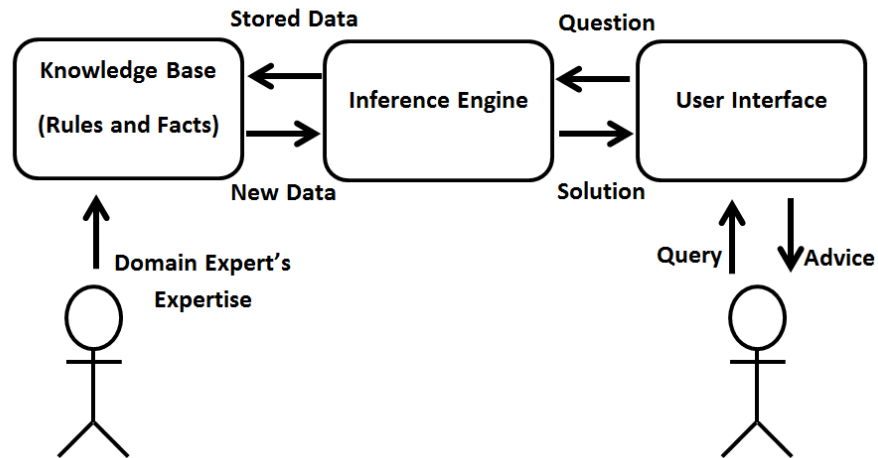 Stored Data
Question
Knowledge Base
(Rules and Facts)
Inference Engine
User Interface
New Data
Solution
Domain Expert's
Expertise
Query
Advice